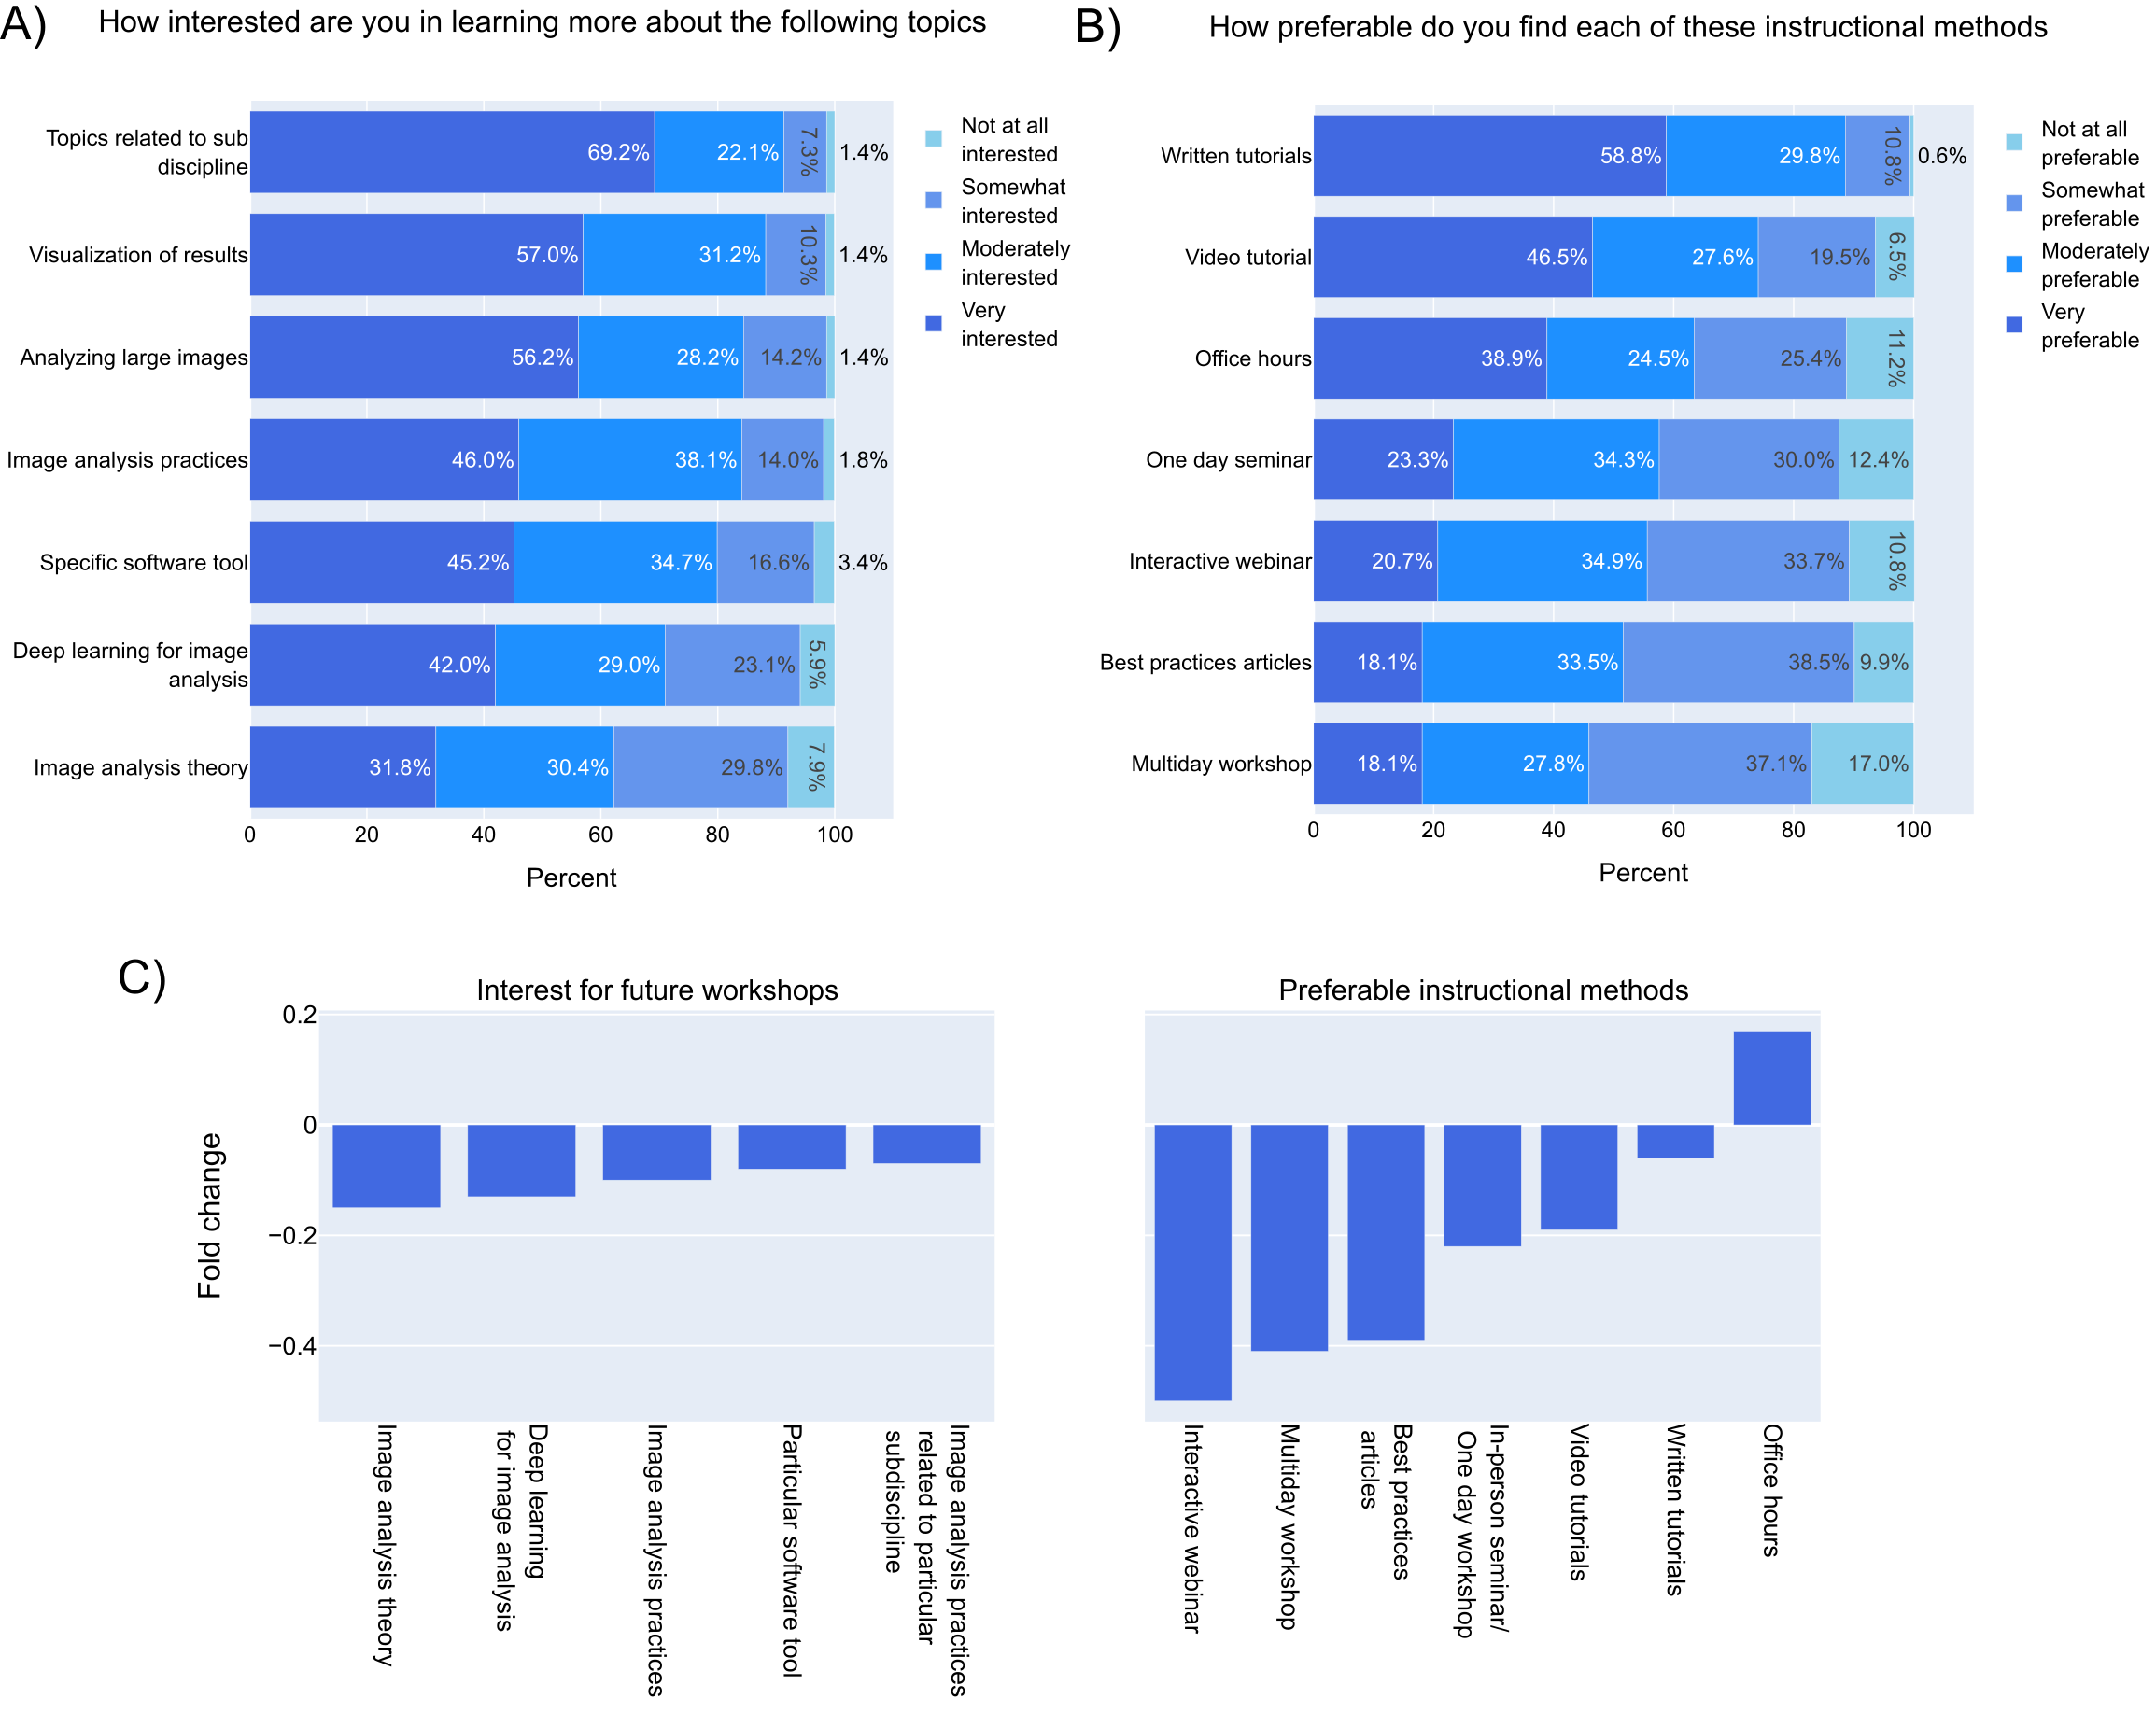 A)
How interested are you in learning more about the following topics
Topics related to sub
discipline
69.2%
22.1%
7.3%
1.4%
Visualization of results
57.0%
31.2%
10.3%
1.4%
Analyzing large images
56.2%
28.2%
14.2%
1.4%
Image analysis practices
46.0%
38.1%
14.0%
1.8%
Specific software tool
45.2%
34.7%
16.6%
3.4%
Deep learning for image
analysis
42.0%
29.0%
23.1%
5.9%
Image analysis theory
31.8%
30.4%
29.8%
7.9%
0
20
40
60
80
100
Percent
Not at all
interested
Somewhat
interested
Moderately
interested
Very
interested
B)
How preferable do you find each of these instructional methods
Written tutorials
58.8%
29.8%
10.8%
0.6%
Video tutorial
46.5%
27.6%
19.5%
6.5%
Office hours
38.9%
24.5%
25.4%
11.2%
One day seminar
23.3%
34.3%
30.0%
12.4%
Interactive webinar
20.7%
34.9%
33.7%
10.8%
Best practices articles
18.1%
33.5%
38.5%
9.9%
Multiday workshop
18.1%
27.8%
37.1%
17.0%
0
20
40
60
80
100
Percent
Not at all
preferable
Somewhat
preferable
Moderately
preferable
Very
preferable
C)
Interest for future workshops
Fold change
0.2
0
−0.2
−0.4
Image analysis theory
Deep learning
for image analysis
Image analysis practices
Particular software tool
Image analysis practices
related to particular
subdiscipline
Preferable instructional methods
Interactive webinar
Multiday workshop
Best practices
articles
In-person seminar/
One day workshop
Video tutorials
Written tutorials
Office hours